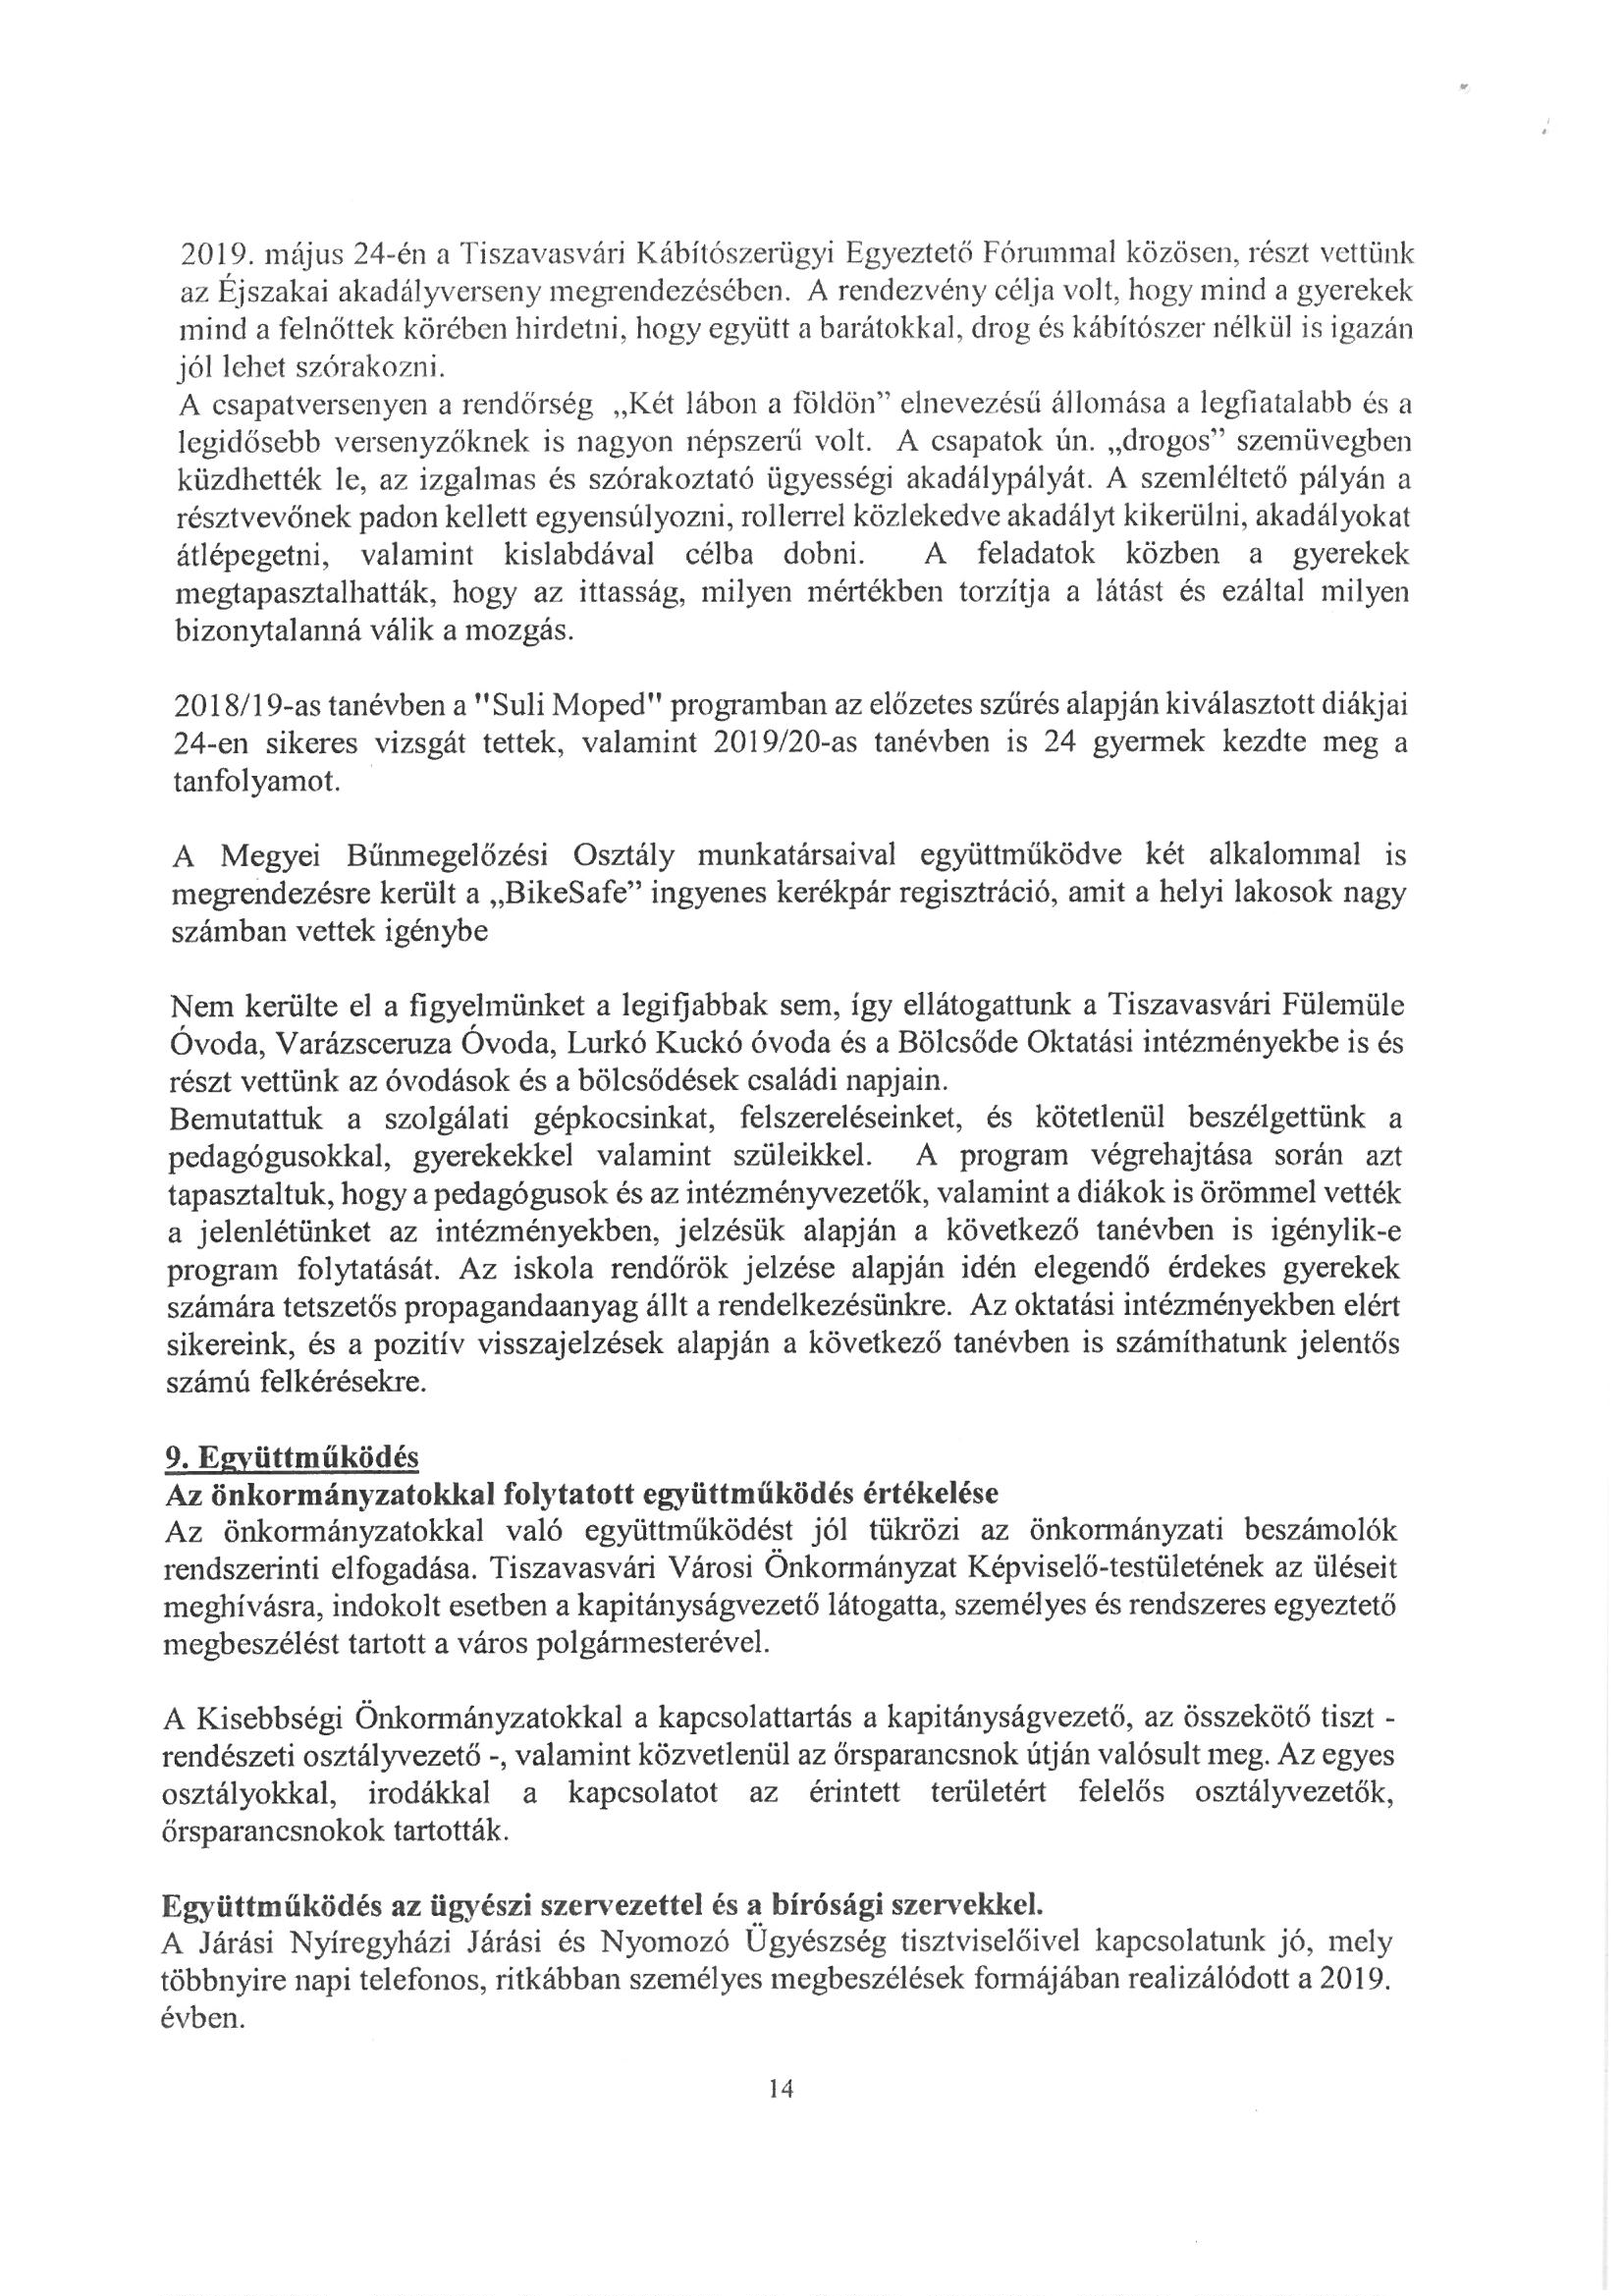 2019. május 24-én a Tiszavasvári Kábítószerügyi Egyeztető Fórummal közösen, részt vettünk
az Éjszakai akadályverseny megrendezésében. A rendezvény célja volt, hogy mind a gyerekek
mind a felnőttek körében hirdetni, hogy együtt a barátokkal, drog és kábítószer nélkül is igazán
jól lehet szórakozni.
A csapatversenyen a rendőrség „Két lábon a földön” elnevezésű állomása a legfiatalabb és a
legidősebb versenyzőknek is nagyon népszerű volt. A csapatok ún. „drogos” szemüvegben
küzdhették le, az izgalmas és szórakoztató ügyességi akadálypályát. A szemléltető pályán a
résztvevőnek padon kellett egyensúlyozni, rollerrel közlekedve akadályt kikerülni, akadályokat
átlépegetni, valamint kislabdával célba dobni. A feladatok közben a gyerekek
megtapasztalhatták, hogy az ittasság, milyen mértékben torzítja a látást és ezáltal milyen
bizonytalanná válik a mozgás.
2018/19-as tanévben a "Suli Moped" programban az előzetes szűrés alapján kiválasztott diákjai
24-en sikeres vizsgát tettek, valamint 2019/20-as tanévben is 24 gyermek kezdte meg a
tanfolyamot.
A Megyei Bűnmegelőzési Osztály munkatársaival együttműködve két alkalommal is
megrendezésre került a „BikeSafe” ingyenes kerékpár regisztráció, amit a helyi lakosok nagy
számban vettek igénybe
Nem kerülte el a figyelmünket a legifjabbak sem, így ellátogattunk a Tiszavasvári Fülemüle
Óvoda, Varázsceruza Óvoda, Lurkó Kuckó óvoda és a Bölcsőde Oktatási intézményekbe is és
részt vettünk az óvodások és a bölcsődések családi napjain.
Bemutattuk a szolgálati gépkocsinkat, felszereléseinket, és kötetlenül beszélgettünk a
pedagógusokkal, gyerekekkel valamint szüleikkel. A program végrehajtása során azt
tapasztaltuk, hogy a pedagógusok és az intézményvezetők, valamint a diákok is örömmel vették
a jelenlétünket az intézményekben, jelzésük alapján a következő tanévben is igénylik-e
program folytatását. Az iskola rendőrök jelzése alapján idén elegendő érdekes gyerekek
számára tetszetős propagandaanyag állt a rendelkezésünkre. Az oktatási intézményekben elért
sikereink, és a pozitív visszajelzések alapján a következő tanévben is számíthatunk jelentős
számú felkérésekre.
9. Együttműködés
Az önkormányzatokkal folytatott együttműködés értékelése
Az önkormányzatokkal való együttműködést jól tükrözi az önkormányzati beszámolók
rendszerinti elfogadása. Tiszavasvári Városi Önkormányzat Képviselő-testületének az üléseit
meghívásra, indokolt esetben a kapitányságvezető látogatta, személyes és rendszeres egyeztető
megbeszélést tartott a város polgármesterével.
A Kisebbségi Önkormányzatokkal a kapcsolattartás a kapitányságvezető, az összekötő tiszt -
rendészeti osztályvezető -, valamint közvetlenül az őrsparancsnok útján valósult meg. Az egyes
osztályokkal, irodákkal a kapcsolatot az érintett területért felelős osztályvezetők,
őrsparancsnokok tartották.
Együttműködés az ügyészi szervezettel és a bírósági szervekkel.
A Járási Nyíregyházi Járási és Nyomozó Ügyészség tisztviselőivel kapcsolatunk jó, mely
többnyire napi telefonos, ritkábban személyes megbeszélések formájában realizálódott a 2019.
évben.
14